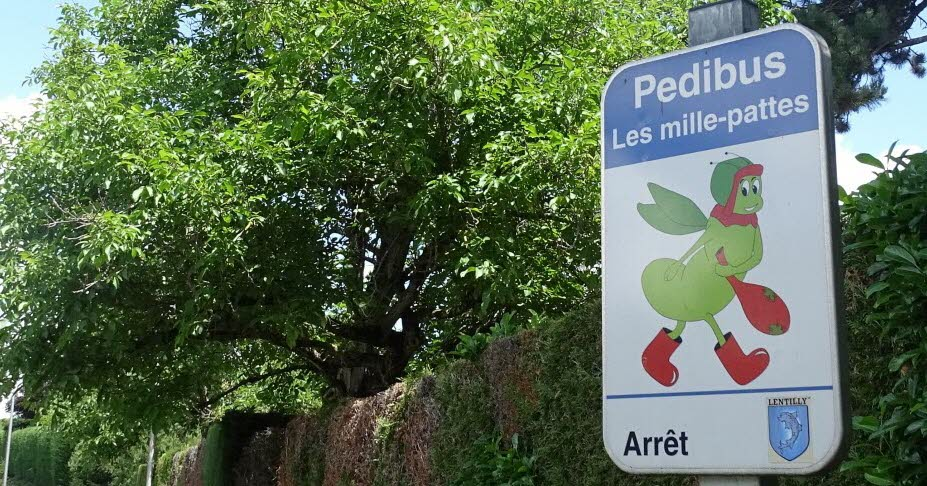 Pedibus
Les mille-pattes
LENTILLY
Arrêt